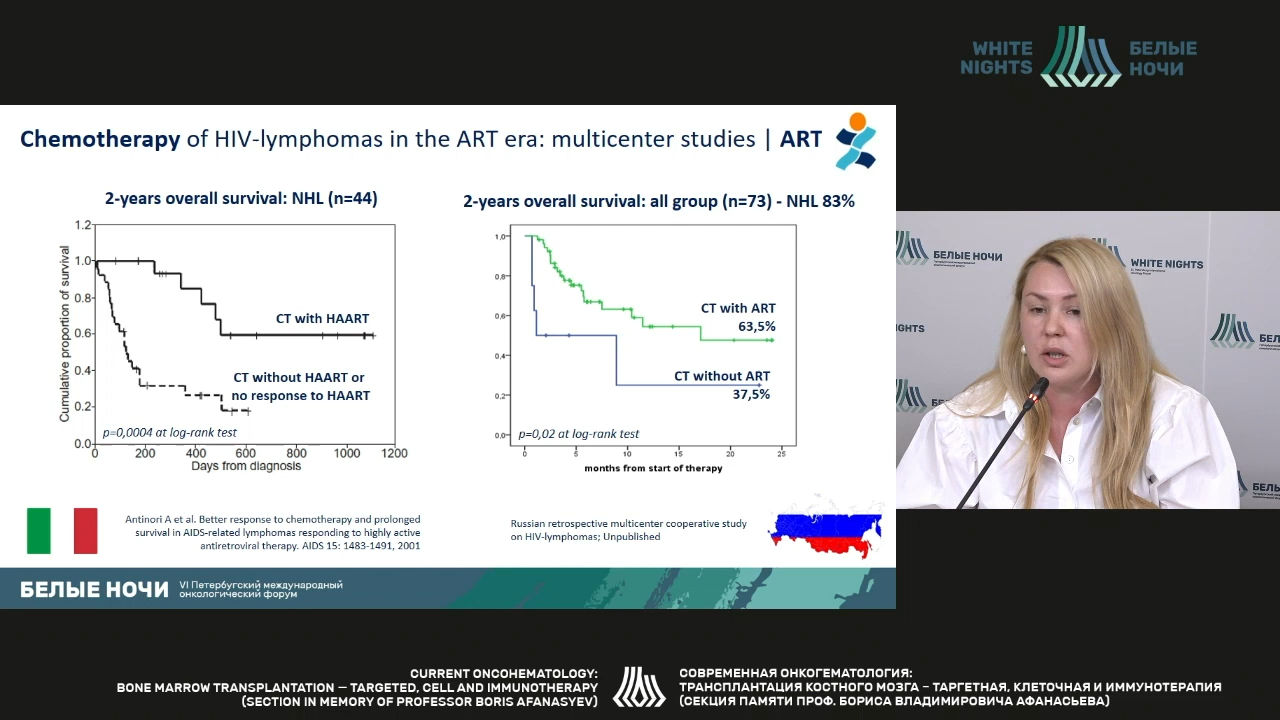 WHITE
NIGHTS
БЕЛЫЕ
НОЧИ
Chemotherapy of HIV-lymphomas in the ART era: multicenter studies | ART
2-years overall survival: NHL (n=44)
Cumulative proportion of survival
1.2
1.0
0.8
0.6
0.4
0.2
0.0
CT with HAART
CT without HAART or
no response to HAART
p=0,0004 at log-rank test
0 200 400 600 800 1000 1200
Days from diagnosis
2-years overall survival: all group (n=73) - NHL 83%
1,0
0,8
0,6
0,4
0,2
0,0
CT with ART
63,5%
CT without ART
37,5%
p=0,02 at log-rank test
0 5 10 15 20 25
months from start of therapy
Antinori A et al. Better response to chemotherapy and prolonged
survival in AIDS-related lymphomas responding to highly active
antiretroviral therapy. AIDS 15: 1483-1491, 2001
Russian retrospective multicenter cooperative study
on HIV-lymphomas; Unpublished
БЕЛЫЕ НОЧИ
VI Петербургский международный
онкологический форум
БЕЛЫЕ НОЧИ
WHITE NIGHTS
NIGHTS
CURRENT ONCOHEMATOLOGY:
BONE MARROW TRANSPLANTATION — TARGETED, CELL AND IMMUNOTHERAPY
(SECTION IN MEMORY OF PROFESSOR BORIS AFANASYEV)
СОВРЕМЕННАЯ ОНКОГЕМАТОЛОГИЯ:
ТРАНСПЛАНТАЦИЯ КОСТНОГО МОЗГА – ТАРГЕТНАЯ, КЛЕТОЧНАЯ И ИММУНОТЕРАПИЯ
(СЕКЦИЯ ПАМЯТИ ПРОФ. БОРИСА ВЛАДИМИРОВИЧА АФАНАСЬЕВА)